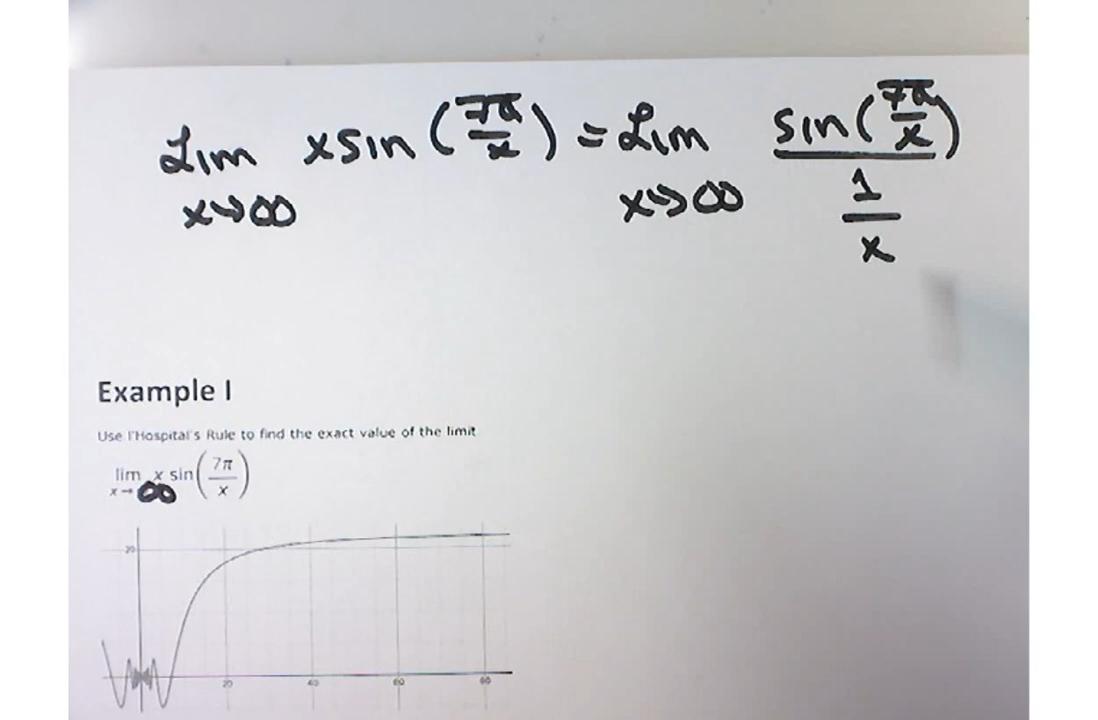 Lim x sin (7π/x) = Lim sin(7π/x) / (1/x)
x→∞ x→∞
Example I
Use l'Hospital's Rule to find the exact value of the limit
lim x sin(7π/x)
x→∞
20
20 40 60 80